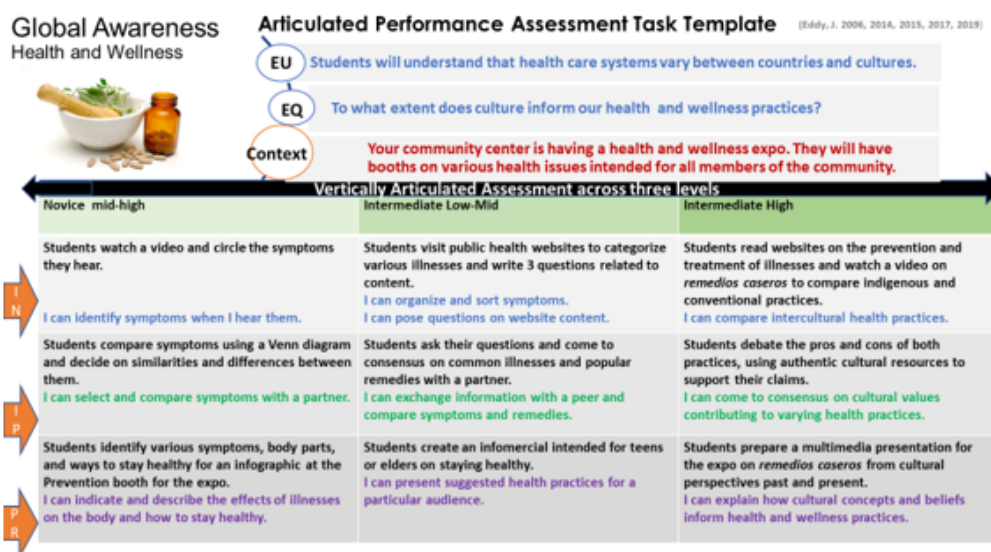 Global Awareness
Health and Wellness
Articulated Performance Assessment Task Template
(Eddy, J. 2006, 2014, 2015, 2017, 2019)
EU
Students will understand that health care systems vary between countries and cultures.
EQ
To what extent does culture inform our health and wellness practices?
Context
Your community center is having a health and wellness expo. They will have
booths on various health issues intended for all members of the community.
Vertically Articulated Assessment across three levels
Novice mid-high
Intermediate Low-Mid
Intermediate High
I
N
Students watch a video and circle the symptoms
they hear.
I can identify symptoms when I hear them.
Students visit public health websites to categorize
various illnesses and write 3 questions related to
content.
I can organize and sort symptoms.
I can pose questions on website content.
Students read websites on the prevention and
treatment of illnesses and watch a video on
remedios caseros to compare indigenous and
conventional practices.
I can compare intercultural health practices.
I
P
Students compare symptoms using a Venn diagram
and decide on similarities and differences between
them.
I can select and compare symptoms with a partner.
Students ask their questions and come to
consensus on common illnesses and popular
remedies with a partner.
I can exchange information with a peer and
compare symptoms and remedies.
Students debate the pros and cons of both
practices, using authentic cultural resources to
support their claims.
I can come to consensus on cultural values
contributing to varying health practices.
P
R
Students identify various symptoms, body parts,
and ways to stay healthy for an infographic at the
Prevention booth for the expo.
I can indicate and describe the effects of illnesses
on the body and how to stay healthy.
Students create an infomercial intended for teens
or elders on staying healthy.
I can present suggested health practices for a
particular audience.
Students prepare a multimedia presentation for
the expo on remedios caseros from cultural
perspectives past and present.
I can explain how cultural concepts and beliefs
inform health and wellness practices.